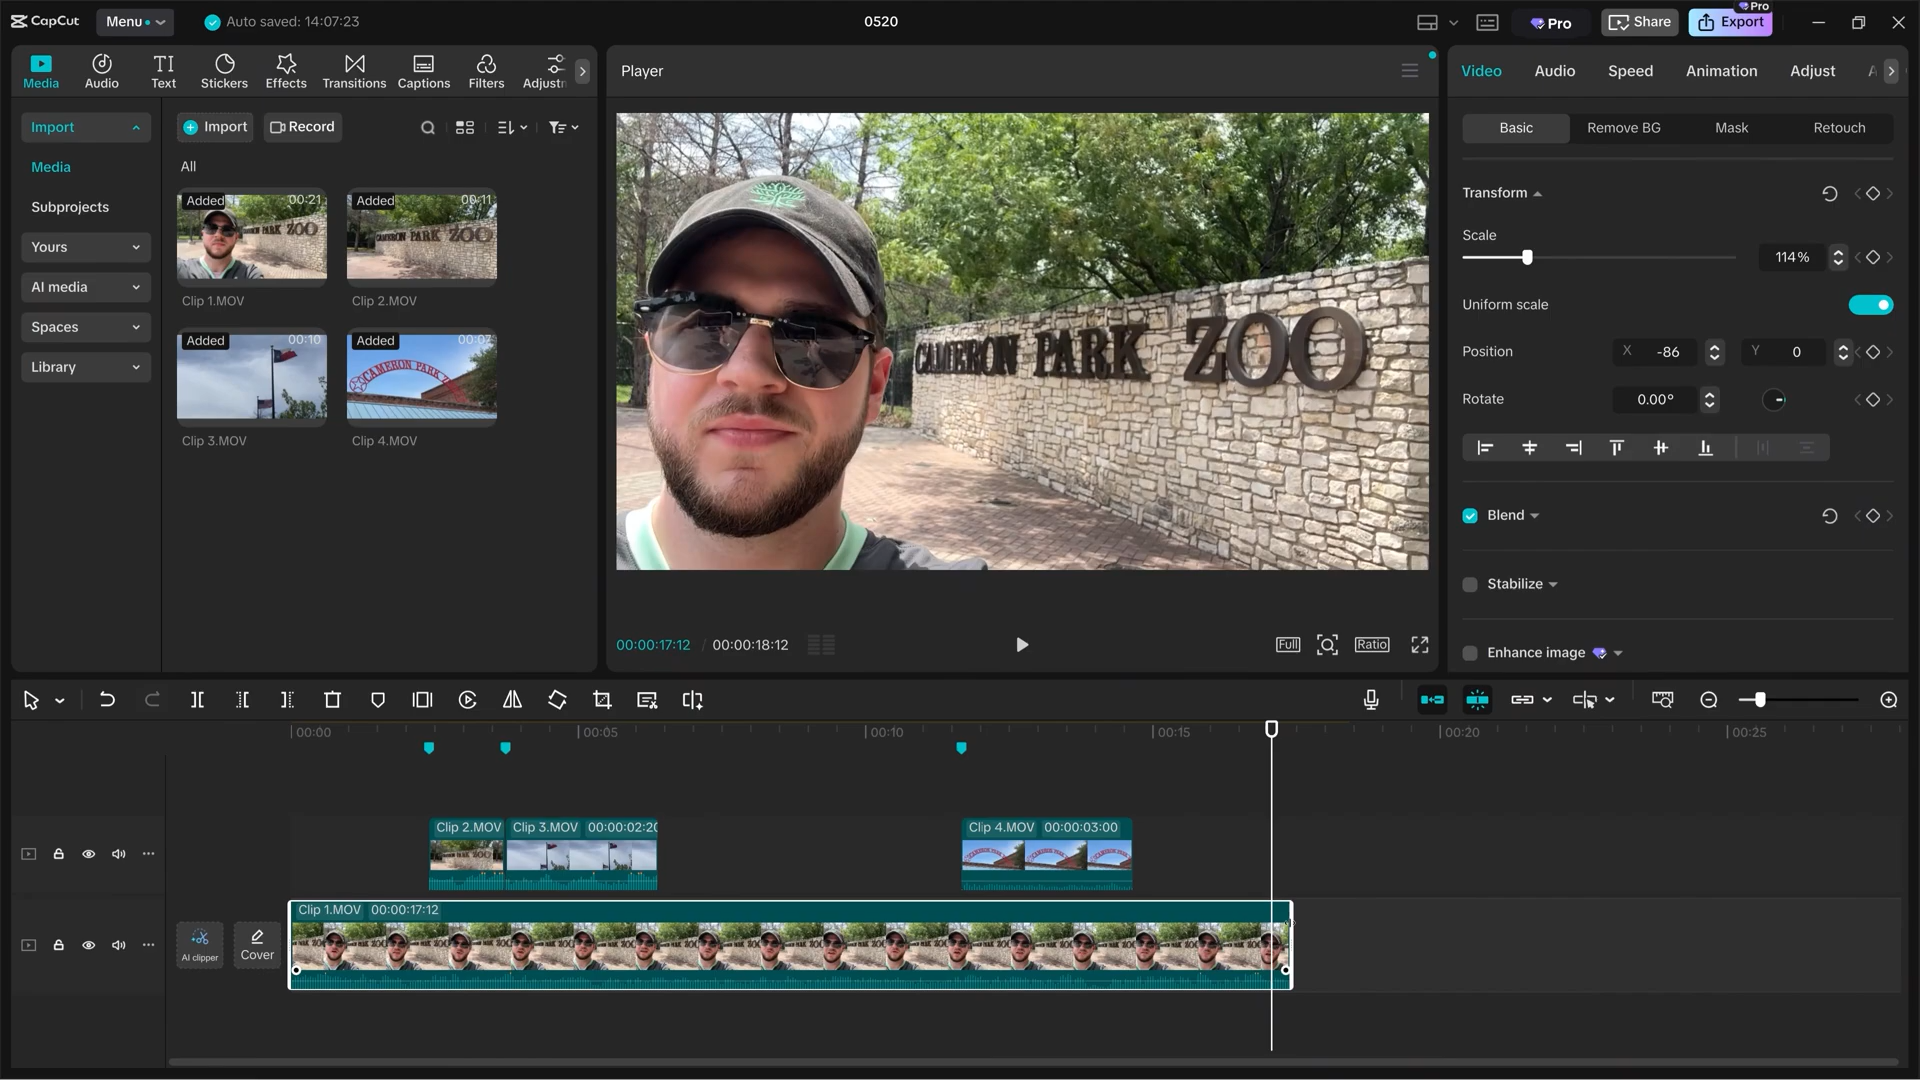 CapCut
Menu
Auto saved: 14:07:23
0520
Pro
Share
Export
Pro
Media
Audio
Text
Stickers
Effects
Transitions
Captions
Filters
Adjustm
Import
Media
Subprojects
Yours
AI media
Spaces
Library
Import
Record
All
Added
00:21
Clip 1.MOV
Added
00:11
Clip 2.MOV
Added
00:10
Clip 3.MOV
Added
00:07
Clip 4.MOV
Player
CAMERON PARK ZOO
00:00:17:12 / 00:00:18:12
Full
Ratio
Video
Audio
Speed
Animation
Adjust
Basic
Remove BG
Mask
Retouch
Transform
Scale
114%
Uniform scale
Position
X -86
Y 0
Rotate
0.00°
Blend
Stabilize
Enhance image
00:00
00:05
00:10
00:15
00:20
00:25
Clip 2.MOV
Clip 3.MOV 00:00:02:20
Clip 4.MOV 00:00:03:00
Clip 1.MOV 00:00:17:12
AI clipper
Cover